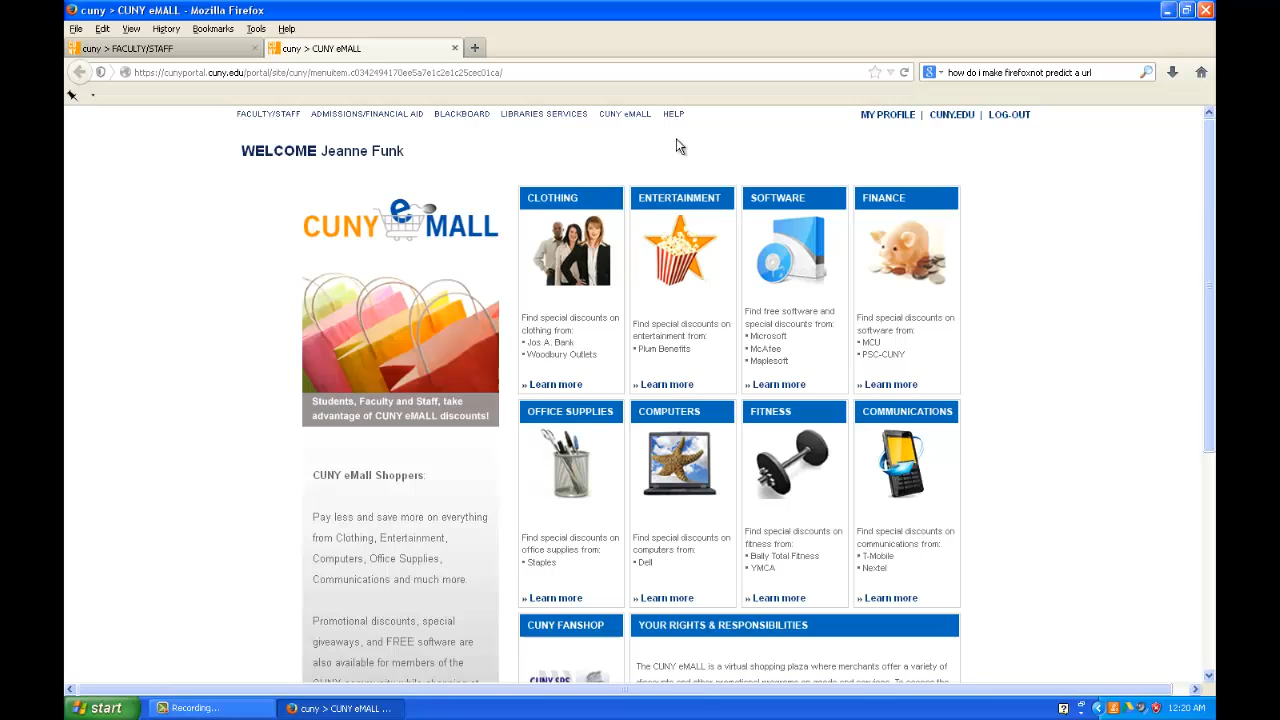 cuny > CUNY eMALL - Mozilla Firefox
File Edit View History Bookmarks Tools Help
cuny > FACULTY/STAFF
cuny > CUNY eMALL
https://cunyportal.cuny.edu/portal/site/cuny/menuitem.c0342494170ee5a7e1c2e1c25cec01ca/
how do i make firefoxnot predict a url
FACULTY/STAFF ADMISSIONS/FINANCIAL AID BLACKBOARD LIBRARIES SERVICES CUNY eMALL HELP
MY PROFILE | CUNY.EDU | LOG-OUT
WELCOME Jeanne Funk
CUNY eMALL
Students, Faculty and Staff, take
advantage of CUNY eMALL discounts!
CUNY eMall Shoppers:
Pay less and save more on everything
from Clothing, Entertainment,
Computers, Office Supplies,
Communications and much more.
Promotional discounts, special
giveaways, and FREE software are
also available for members of the
CLOTHING
Find special discounts on
clothing from:
▪ Jos A. Bank
▪ Woodbury Outlets
» Learn more
ENTERTAINMENT
Find special discounts on
entertainment from:
▪ Plum Benefits
» Learn more
SOFTWARE
Find free software and
special discounts from:
▪ Microsoft
▪ McAfee
▪ Maplesoft
» Learn more
FINANCE
Find special discounts on
software from:
▪ MCU
▪ PSC-CUNY
» Learn more
OFFICE SUPPLIES
Find special discounts on
office supplies from:
▪ Staples
» Learn more
COMPUTERS
Find special discounts on
computers from:
▪ Dell
» Learn more
FITNESS
Find special discounts on
fitness from:
▪ Bally Total Fitness
▪ YMCA
» Learn more
COMMUNICATIONS
Find special discounts on
communications from:
▪ T-Mobile
▪ Nextel
» Learn more
CUNY FANSHOP
CUNY SPS
YOUR RIGHTS & RESPONSIBILITIES
The CUNY eMALL is a virtual shopping plaza where merchants offer a variety of
start
Recording...
cuny > CUNY eMALL ...
12:20 AM